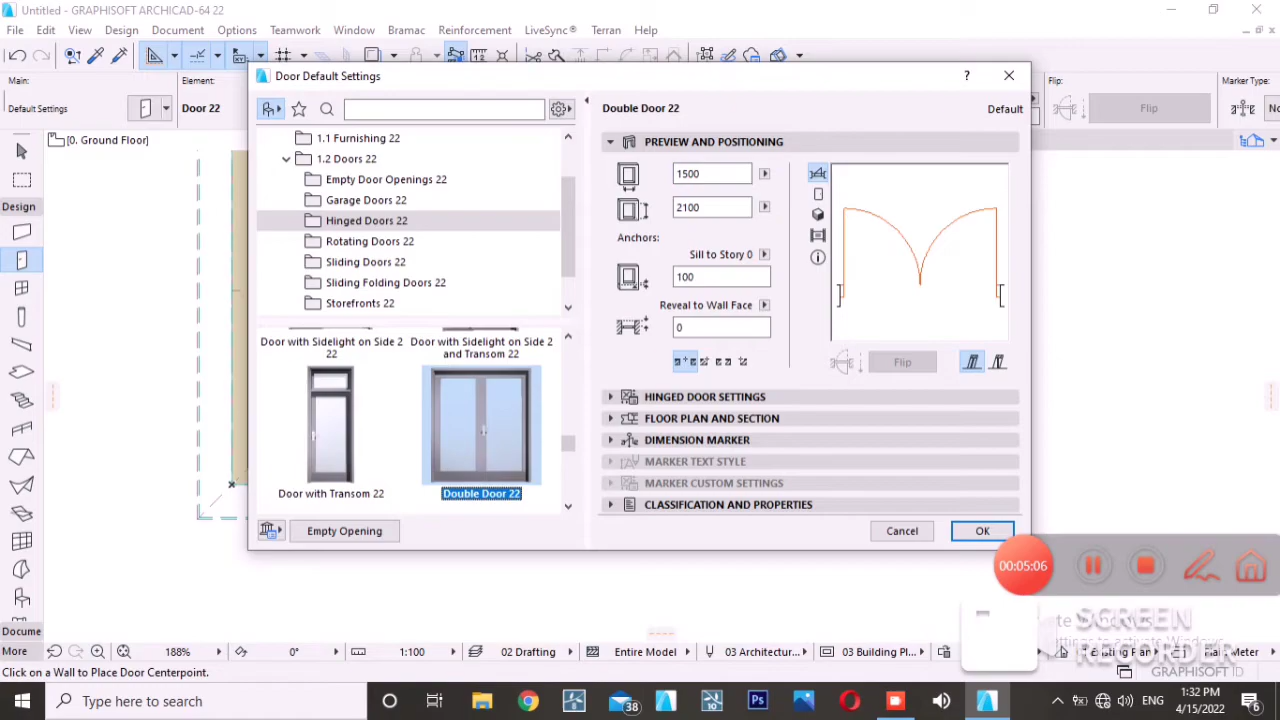 Untitled - GRAPHISOFT ARCHICAD-64 22
File Edit View Design Document Options Teamwork Window Bramac Reinforcement LiveSync® Terran Help
Main:
Default Settings
Element:
Door 22
Flip:
Flip
Marker Type:
No
[0. Ground Floor]
Design
Docume
More
Door Default Settings
?
1.1 Furnishing 22
1.2 Doors 22
Empty Door Openings 22
Garage Doors 22
Hinged Doors 22
Rotating Doors 22
Sliding Doors 22
Sliding Folding Doors 22
Storefronts 22
Door with Sidelight on Side 2 22
Door with Sidelight on Side 2 and Transom 22
Door with Transom 22
Double Door 22
Empty Opening
Double Door 22
Default
PREVIEW AND POSITIONING
1500
2100
Anchors:
Sill to Story 0
100
Reveal to Wall Face
0
Flip
HINGED DOOR SETTINGS
FLOOR PLAN AND SECTION
DIMENSION MARKER
MARKER TEXT STYLE
MARKER CUSTOM SETTINGS
CLASSIFICATION AND PROPERTIES
Cancel
OK
00:05:06
SCREEN
RECORDER
188%
0°
1:100
02 Drafting
Entire Model
03 Architectur...
03 Building Pl...
Meter
Click on a Wall to Place Door Centerpoint.
GRAPHISOFT ID
Type here to search
38
Ps
ENG
1:32 PM
4/15/2022
6